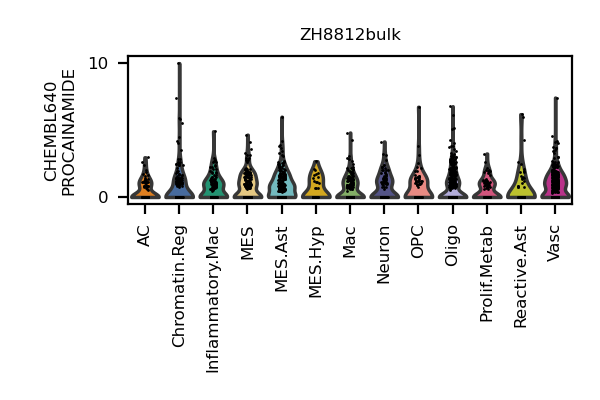 ZH8812bulk
CHEMBL640
PROCAINAMIDE
10
0
AC
Chromatin.Reg
Inflammatory.Mac
MES
MES.Ast
MES.Hyp
Mac
Neuron
OPC
Oligo
Prolif.Metab
Reactive.Ast
Vasc